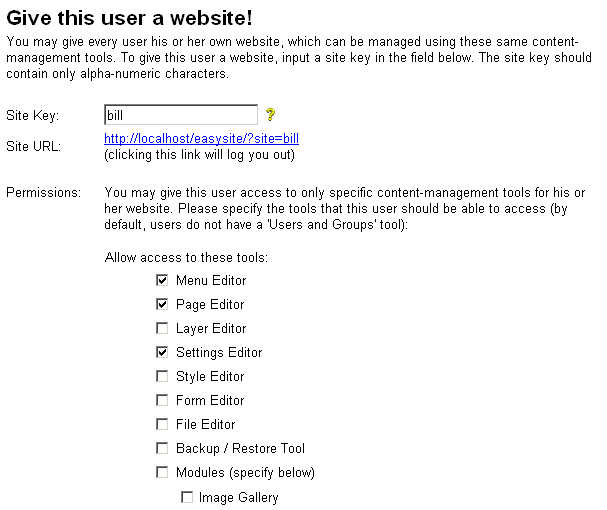 Give this user a website!
You may give every user his or her own website, which can be managed using these same content-
management tools. To give this user a website, input a site key in the field below. The site key should
contain only alpha-numeric characters.
Site Key: bill ?
Site URL: http://localhost/easysite/?site=bill
(clicking this link will log you out)
Permissions: You may give this user access to only specific content-management tools for his or
her website. Please specify the tools that this user should be able to access (by
default, users do not have a 'Users and Groups' tool):
Allow access to these tools:
Menu Editor
Page Editor
Layer Editor
Settings Editor
Style Editor
Form Editor
File Editor
Backup / Restore Tool
Modules (specify below)
Image Gallery